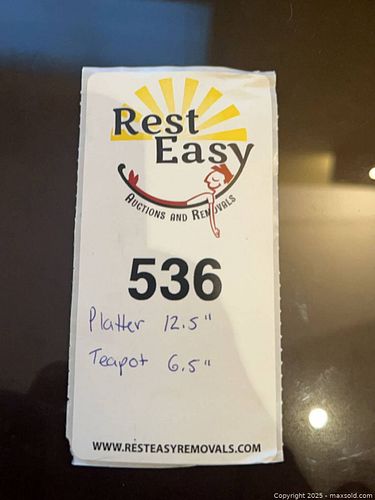 Rest
Easy
AUCTIONS AND REMOVALS
536
Platter 12.5"
Teapot 6.5"
WWW.RESTEASYREMOVALS.COM
Copyright 2025 - maxsold.com